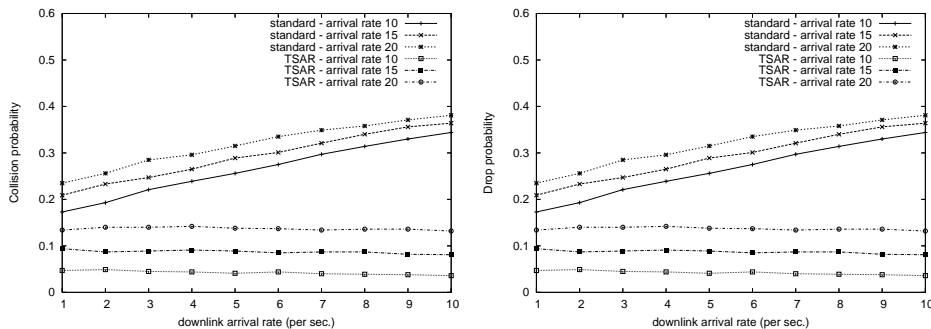 0.6
0.5
0.4
0.3
0.2
0.1
0
Collision probability
standard - arrival rate 10
standard - arrival rate 15
standard - arrival rate 20
TSAR - arrival rate 10
TSAR - arrival rate 15
TSAR - arrival rate 20
1 2 3 4 5 6 7 8 9 10
downlink arrival rate (per sec.)
0.6
0.5
0.4
0.3
0.2
0.1
0
Drop probability
standard - arrival rate 10
standard - arrival rate 15
standard - arrival rate 20
TSAR - arrival rate 10
TSAR - arrival rate 15
TSAR - arrival rate 20
1 2 3 4 5 6 7 8 9 10
downlink arrival rate (per sec.)